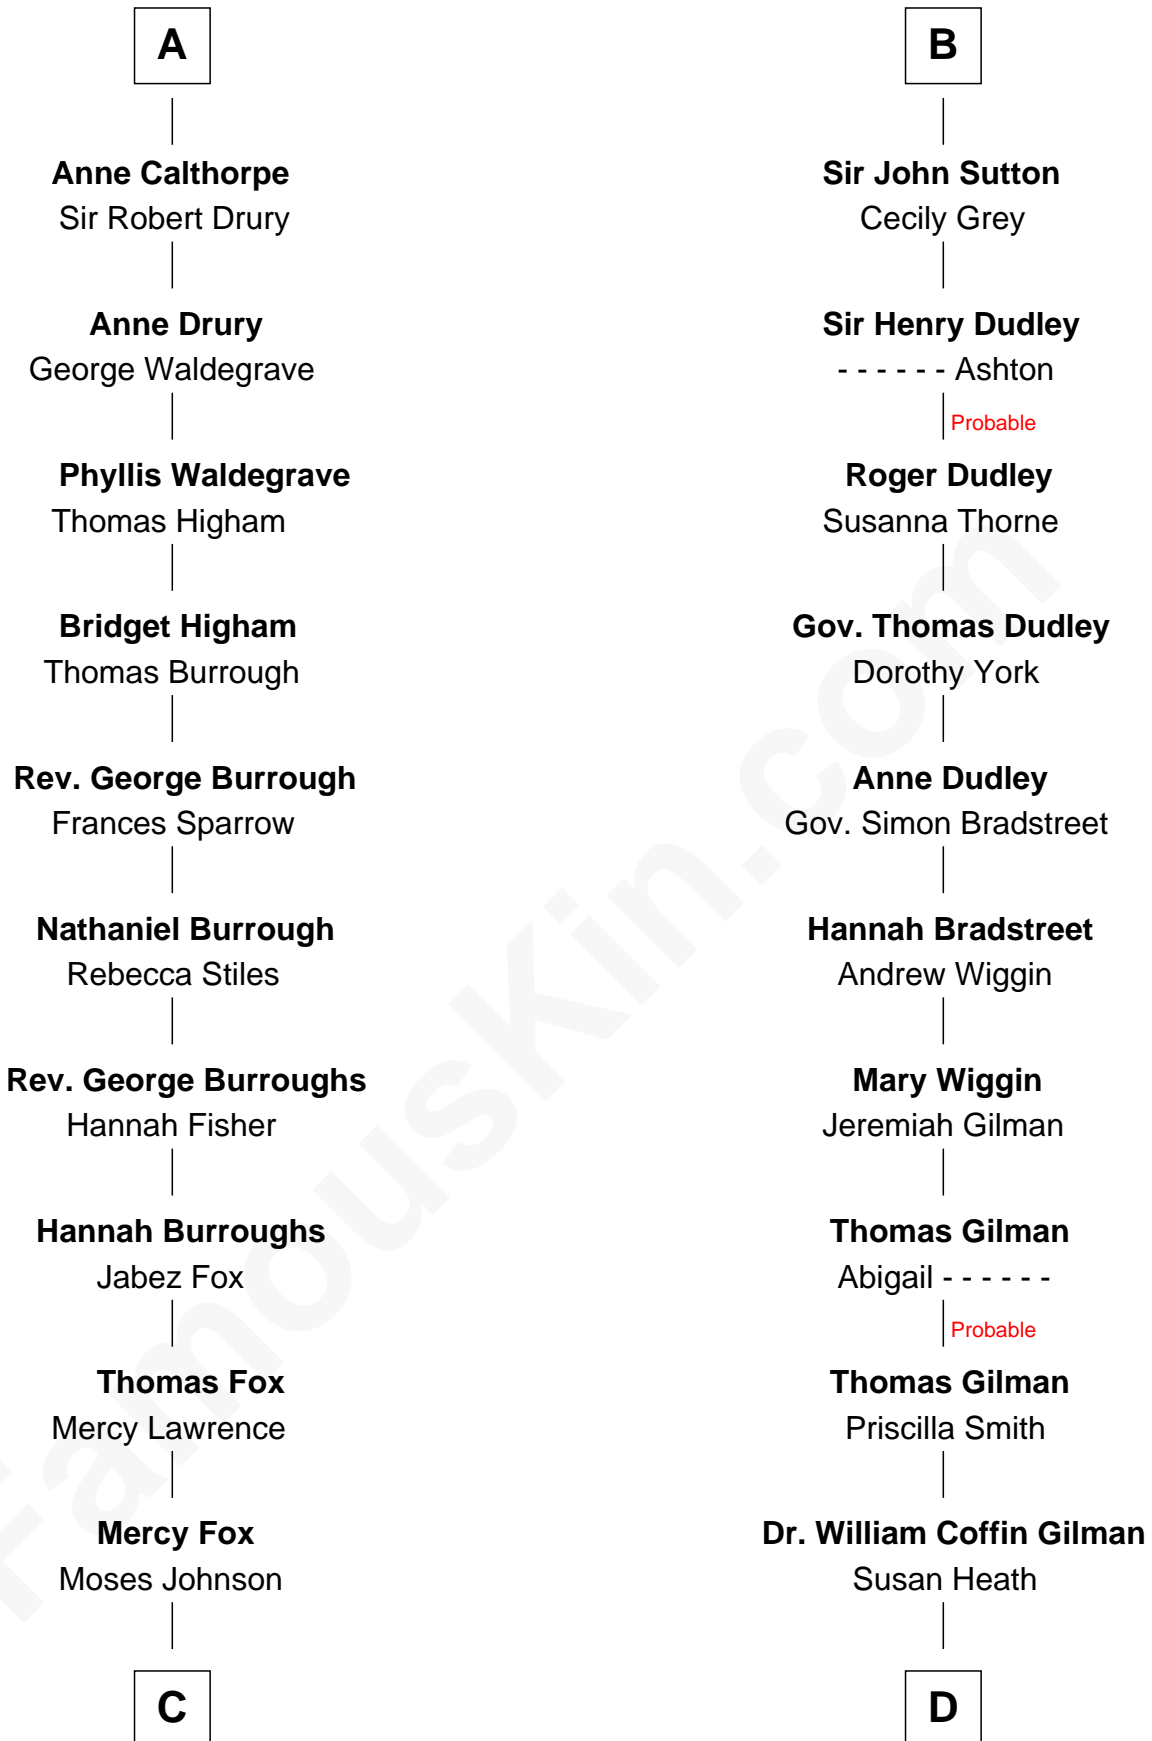 A
Anne Calthorpe
Sir Robert Drury
Anne Drury
George Waldegrave
Phyllis Waldegrave
Thomas Higham
Bridget Higham
Thomas Burrough
Rev. George Burrough
Frances Sparrow
Nathaniel Burrough
Rebecca Stiles
Rev. George Burroughs
Hannah Fisher
Hannah Burroughs
Jabez Fox
Thomas Fox
Mercy Lawrence
Mercy Fox
Moses Johnson
C
B
Sir John Sutton
Cecily Grey
Sir Henry Dudley
- - - - - - Ashton
Probable
Roger Dudley
Susanna Thorne
Gov. Thomas Dudley
Dorothy York
Anne Dudley
Gov. Simon Bradstreet
Hannah Bradstreet
Andrew Wiggin
Mary Wiggin
Jeremiah Gilman
Thomas Gilman
Abigail - - - - - -
Probable
Thomas Gilman
Priscilla Smith
Dr. William Coffin Gilman
Susan Heath
D
FamousKin.com